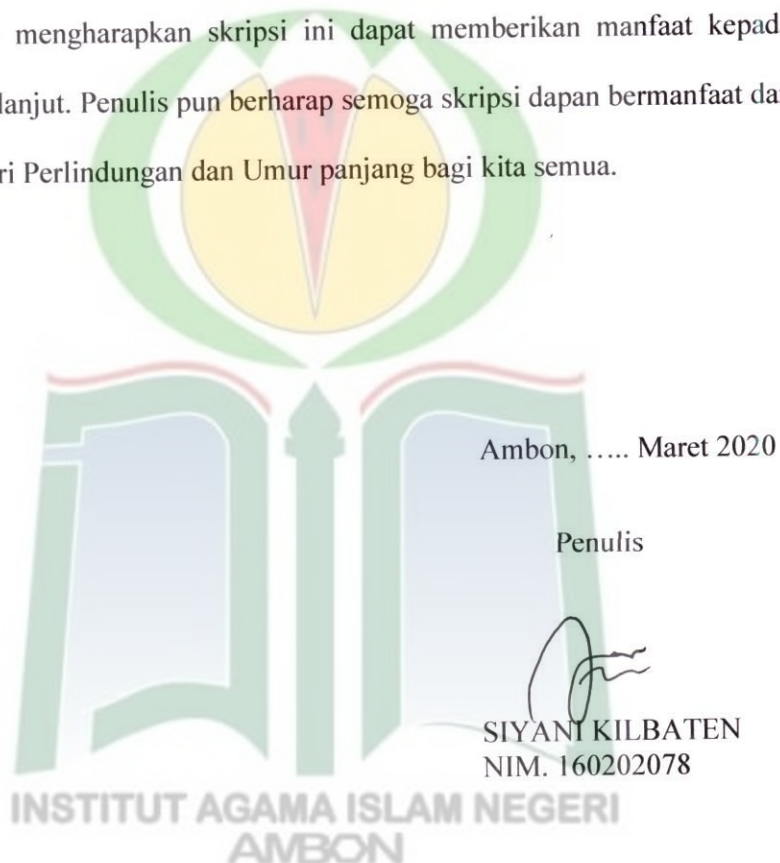 mengharapkan skripsi ini dapat memberikan manfaat kepad
lanjut. Penulis pun berharap semoga skripsi dapan bermanfaat da
ri Perlindungan dan Umur panjang bagi kita semua.
Ambon, ..... Maret 2020
Penulis
SIYANI KILBATEN
NIM. 160202078
INSTITUT AGAMA ISLAM NEGERI
AMBON